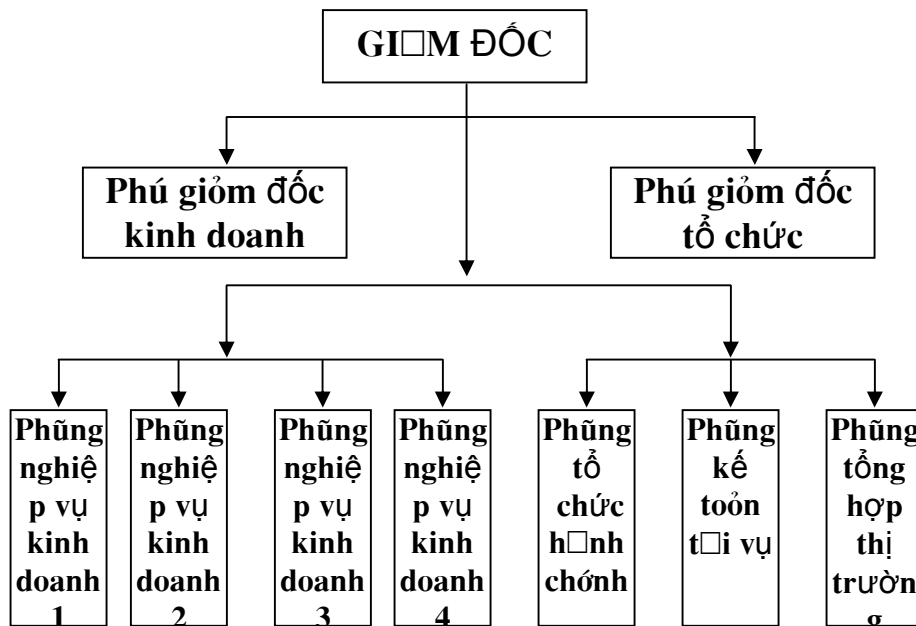 GI□M ĐỐC
Phú giỏm đốc
kinh doanh
Phú giỏm đốc
tổ chức
Phũng
nghiệ
p vụ
kinh
doanh
1
Phũng
nghiệ
p vụ
kinh
doanh
2
Phũng
nghiệ
p vụ
kinh
doanh
3
Phũng
nghiệ
p vụ
kinh
doanh
4
Phũng
tổ
chức
h□nh
chớnh
Phũng
kế
toỏn
t□i vụ
Phũng
tổng
hợp
thị
trườn
g